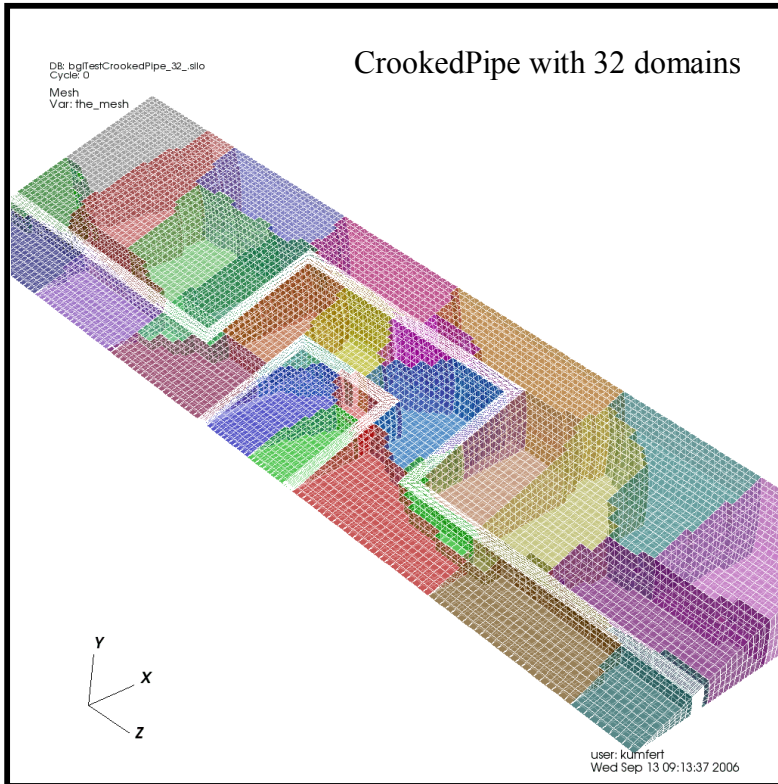 CrookedPipe with 32 domains
DB: bglTestCrookedPipe_32_.silo
Cycle: 0
Mesh
Var: the_mesh
Y
X
Z
user: kumfert
Wed Sep 13 09:13:37 2006